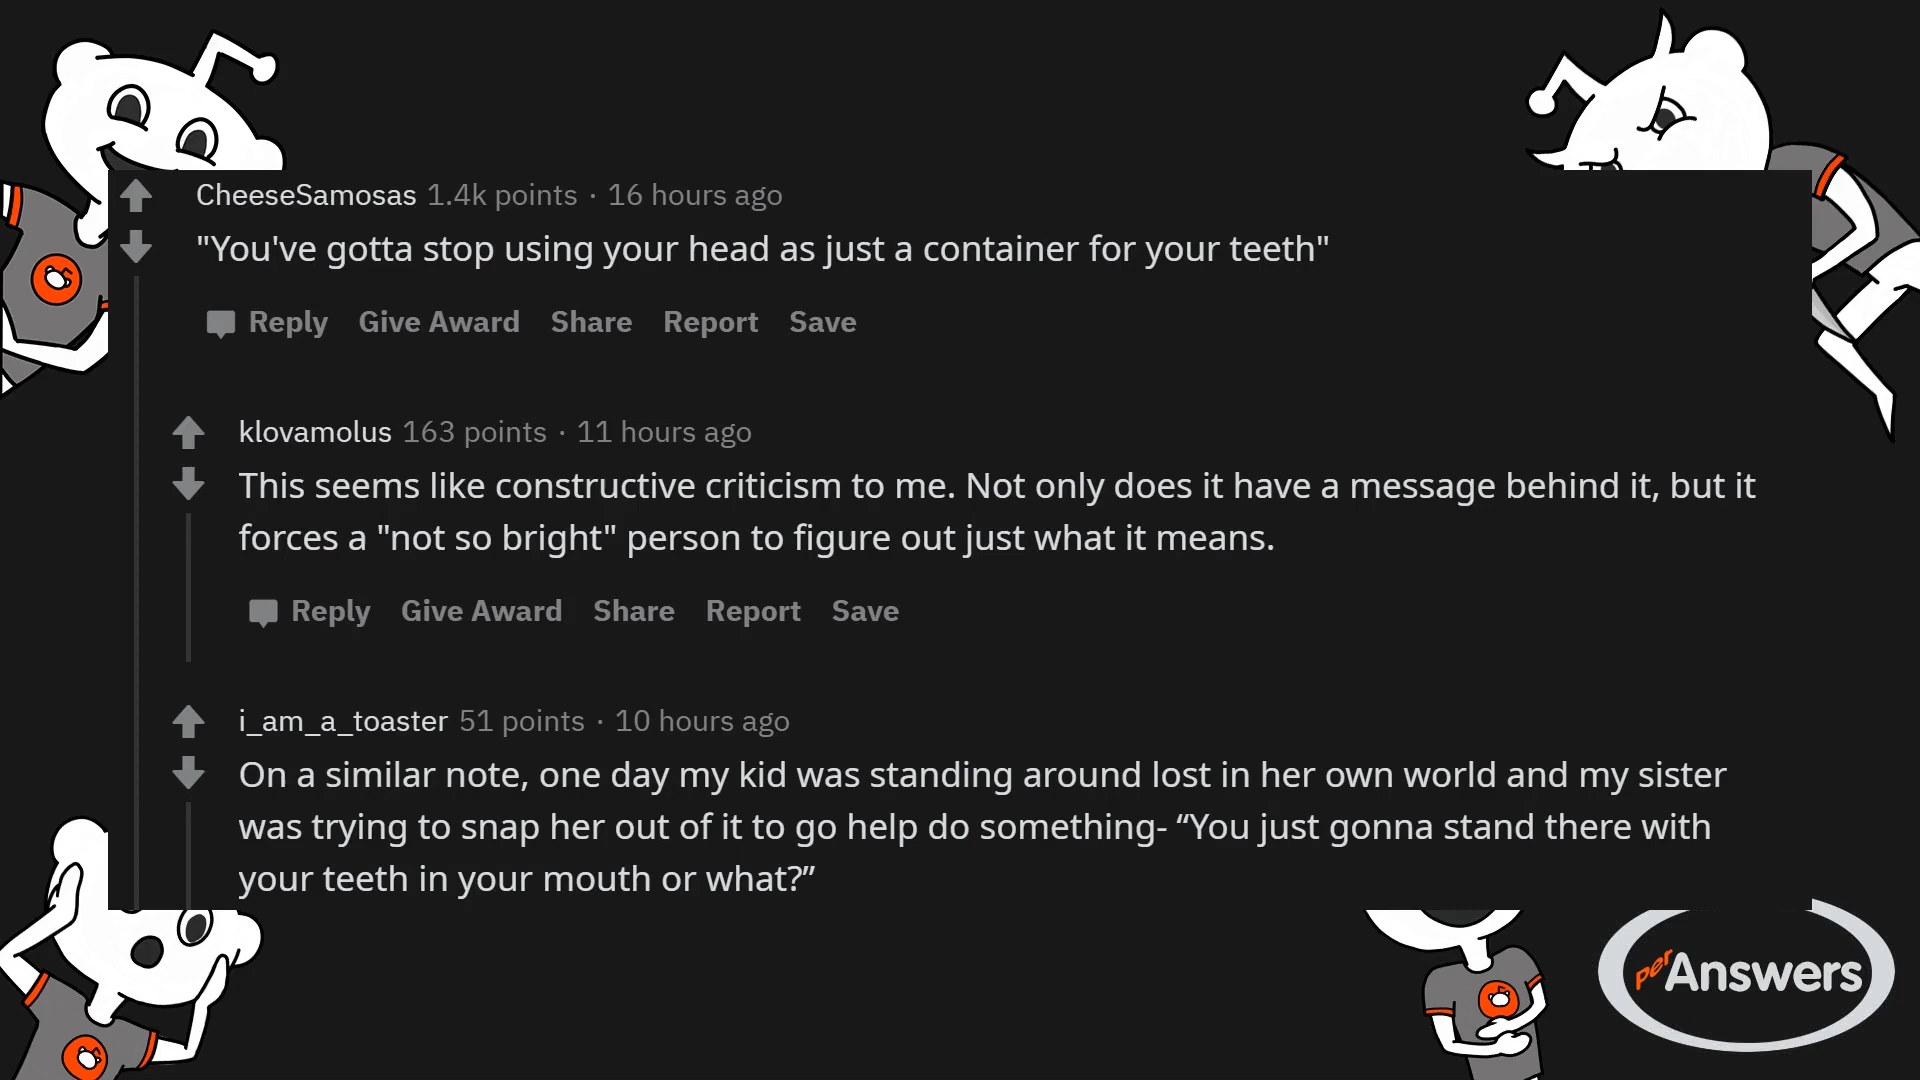 CheeseSamosas 1.4k points · 16 hours ago
"You've gotta stop using your head as just a container for your teeth"
Reply Give Award Share Report Save
klovamolus 163 points · 11 hours ago
This seems like constructive criticism to me. Not only does it have a message behind it, but it
forces a "not so bright" person to figure out just what it means.
Reply Give Award Share Report Save
i_am_a_toaster 51 points · 10 hours ago
On a similar note, one day my kid was standing around lost in her own world and my sister
was trying to snap her out of it to go help do something- “You just gonna stand there with
your teeth in your mouth or what?”
perAnswers